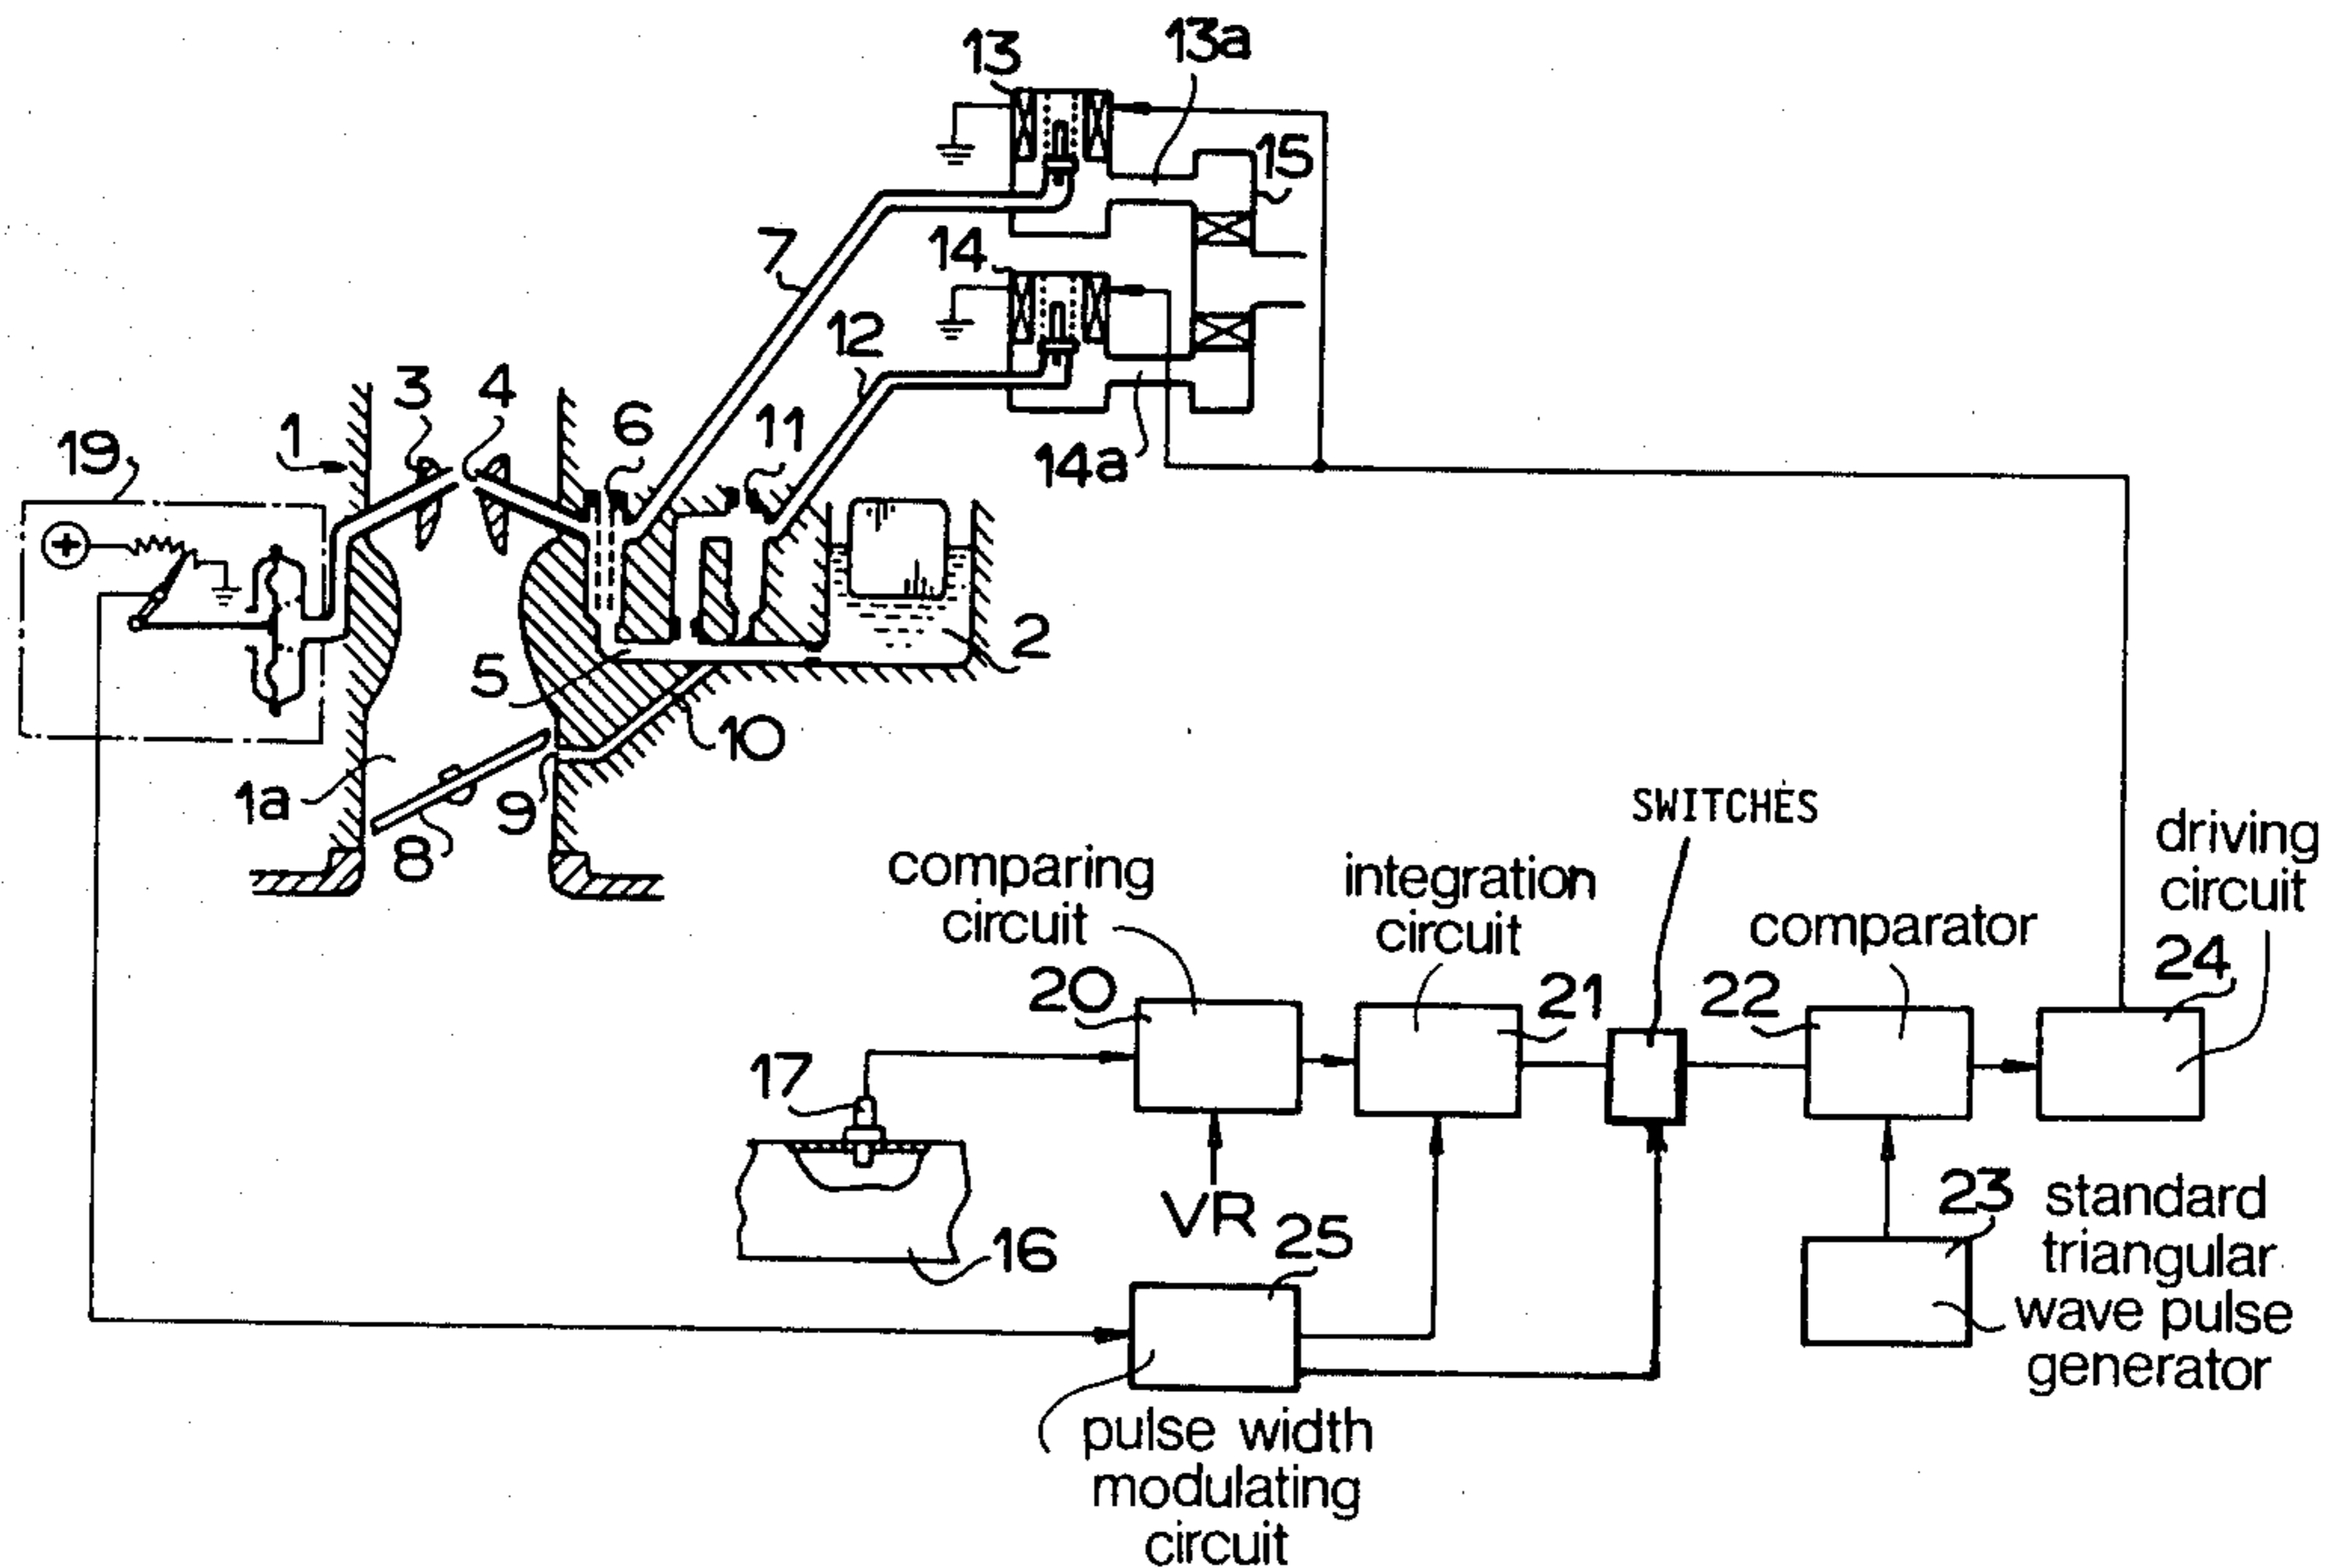 13
13a
15
14
7
12
3
4
1
6
11
14a
19
2
5
10
1a
9
8
SWITCHES
driving
circuit
24
comparing
circuit
20
integration
circuit
21
comparator
22
17
VR
16
25
23
standard
triangular
wave pulse
generator
pulse width
modulating
circuit